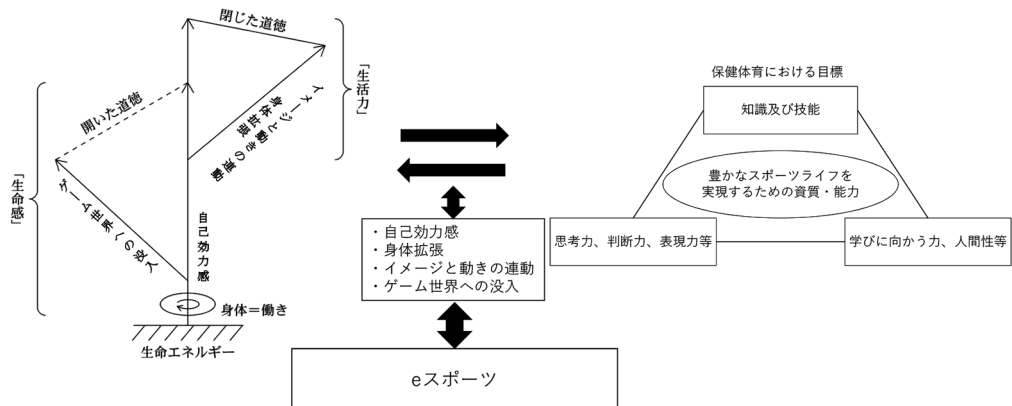 閉じた道徳
「生活力」
イメージと動きの連動
身体拡張
開いた道徳
「生命感」
ゲーム世界への没入
自己効力感
身体＝働き
生命エネルギー
・自己効力感
・身体拡張
・イメージと動きの連動
・ゲーム世界への没入
eスポーツ
保健体育における目標
知識及び技能
豊かなスポーツライフを
実現するための資質・能力
思考力、判断力、表現力等
学びに向かう力、人間性等